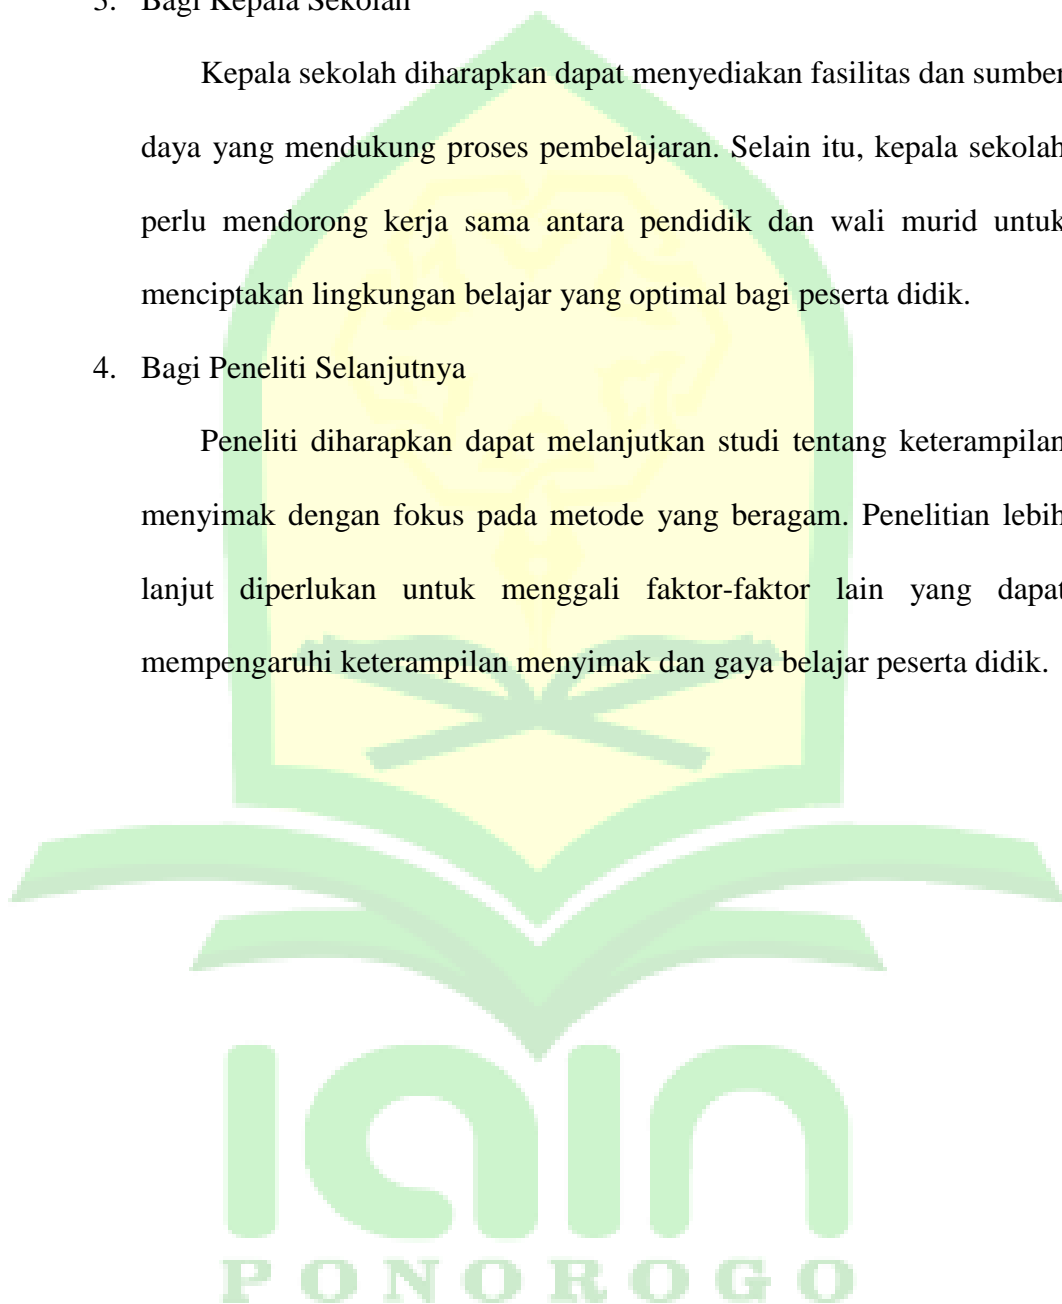 3. Bagi Kepala Sekolah
Kepala sekolah diharapkan dapat menyediakan fasilitas dan sumber
daya yang mendukung proses pembelajaran. Selain itu, kepala sekolah
perlu mendorong kerja sama antara pendidik dan wali murid untuk
menciptakan lingkungan belajar yang optimal bagi peserta didik.
4. Bagi Peneliti Selanjutnya
Peneliti diharapkan dapat melanjutkan studi tentang keterampilan
menyimak dengan fokus pada metode yang beragam. Penelitian lebih
lanjut diperlukan untuk menggali faktor-faktor lain yang dapat
mempengaruhi keterampilan menyimak dan gaya belajar peserta didik.
iain
PONOROGO